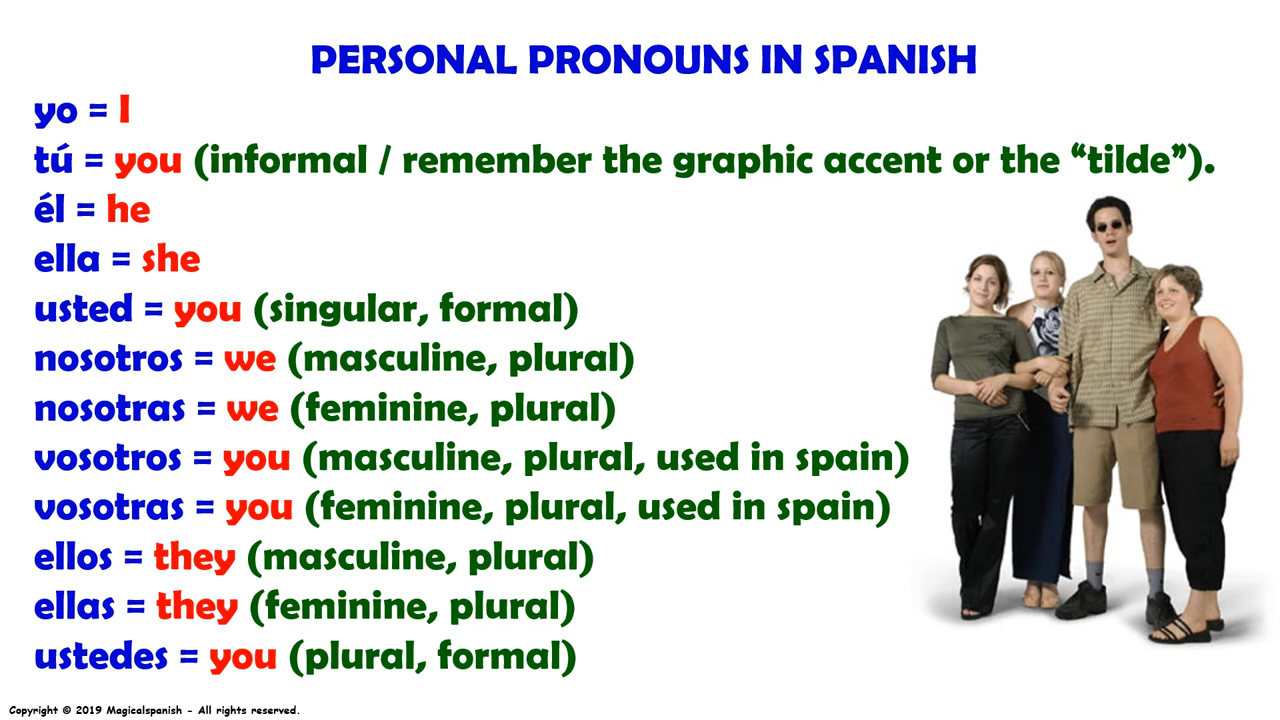 PERSONAL PRONOUNS IN SPANISH
yo = I
tú = you (informal / remember the graphic accent or the “tilde”).
él = he
ella = she
usted = you (singular, formal)
nosotros = we (masculine, plural)
nosotras = we (feminine, plural)
vosotros = you (masculine, plural, used in spain)
vosotras = you (feminine, plural, used in spain)
ellos = they (masculine, plural)
ellas = they (feminine, plural)
ustedes = you (plural, formal)
Copyright © 2019 Magicalspanish - All rights reserved.